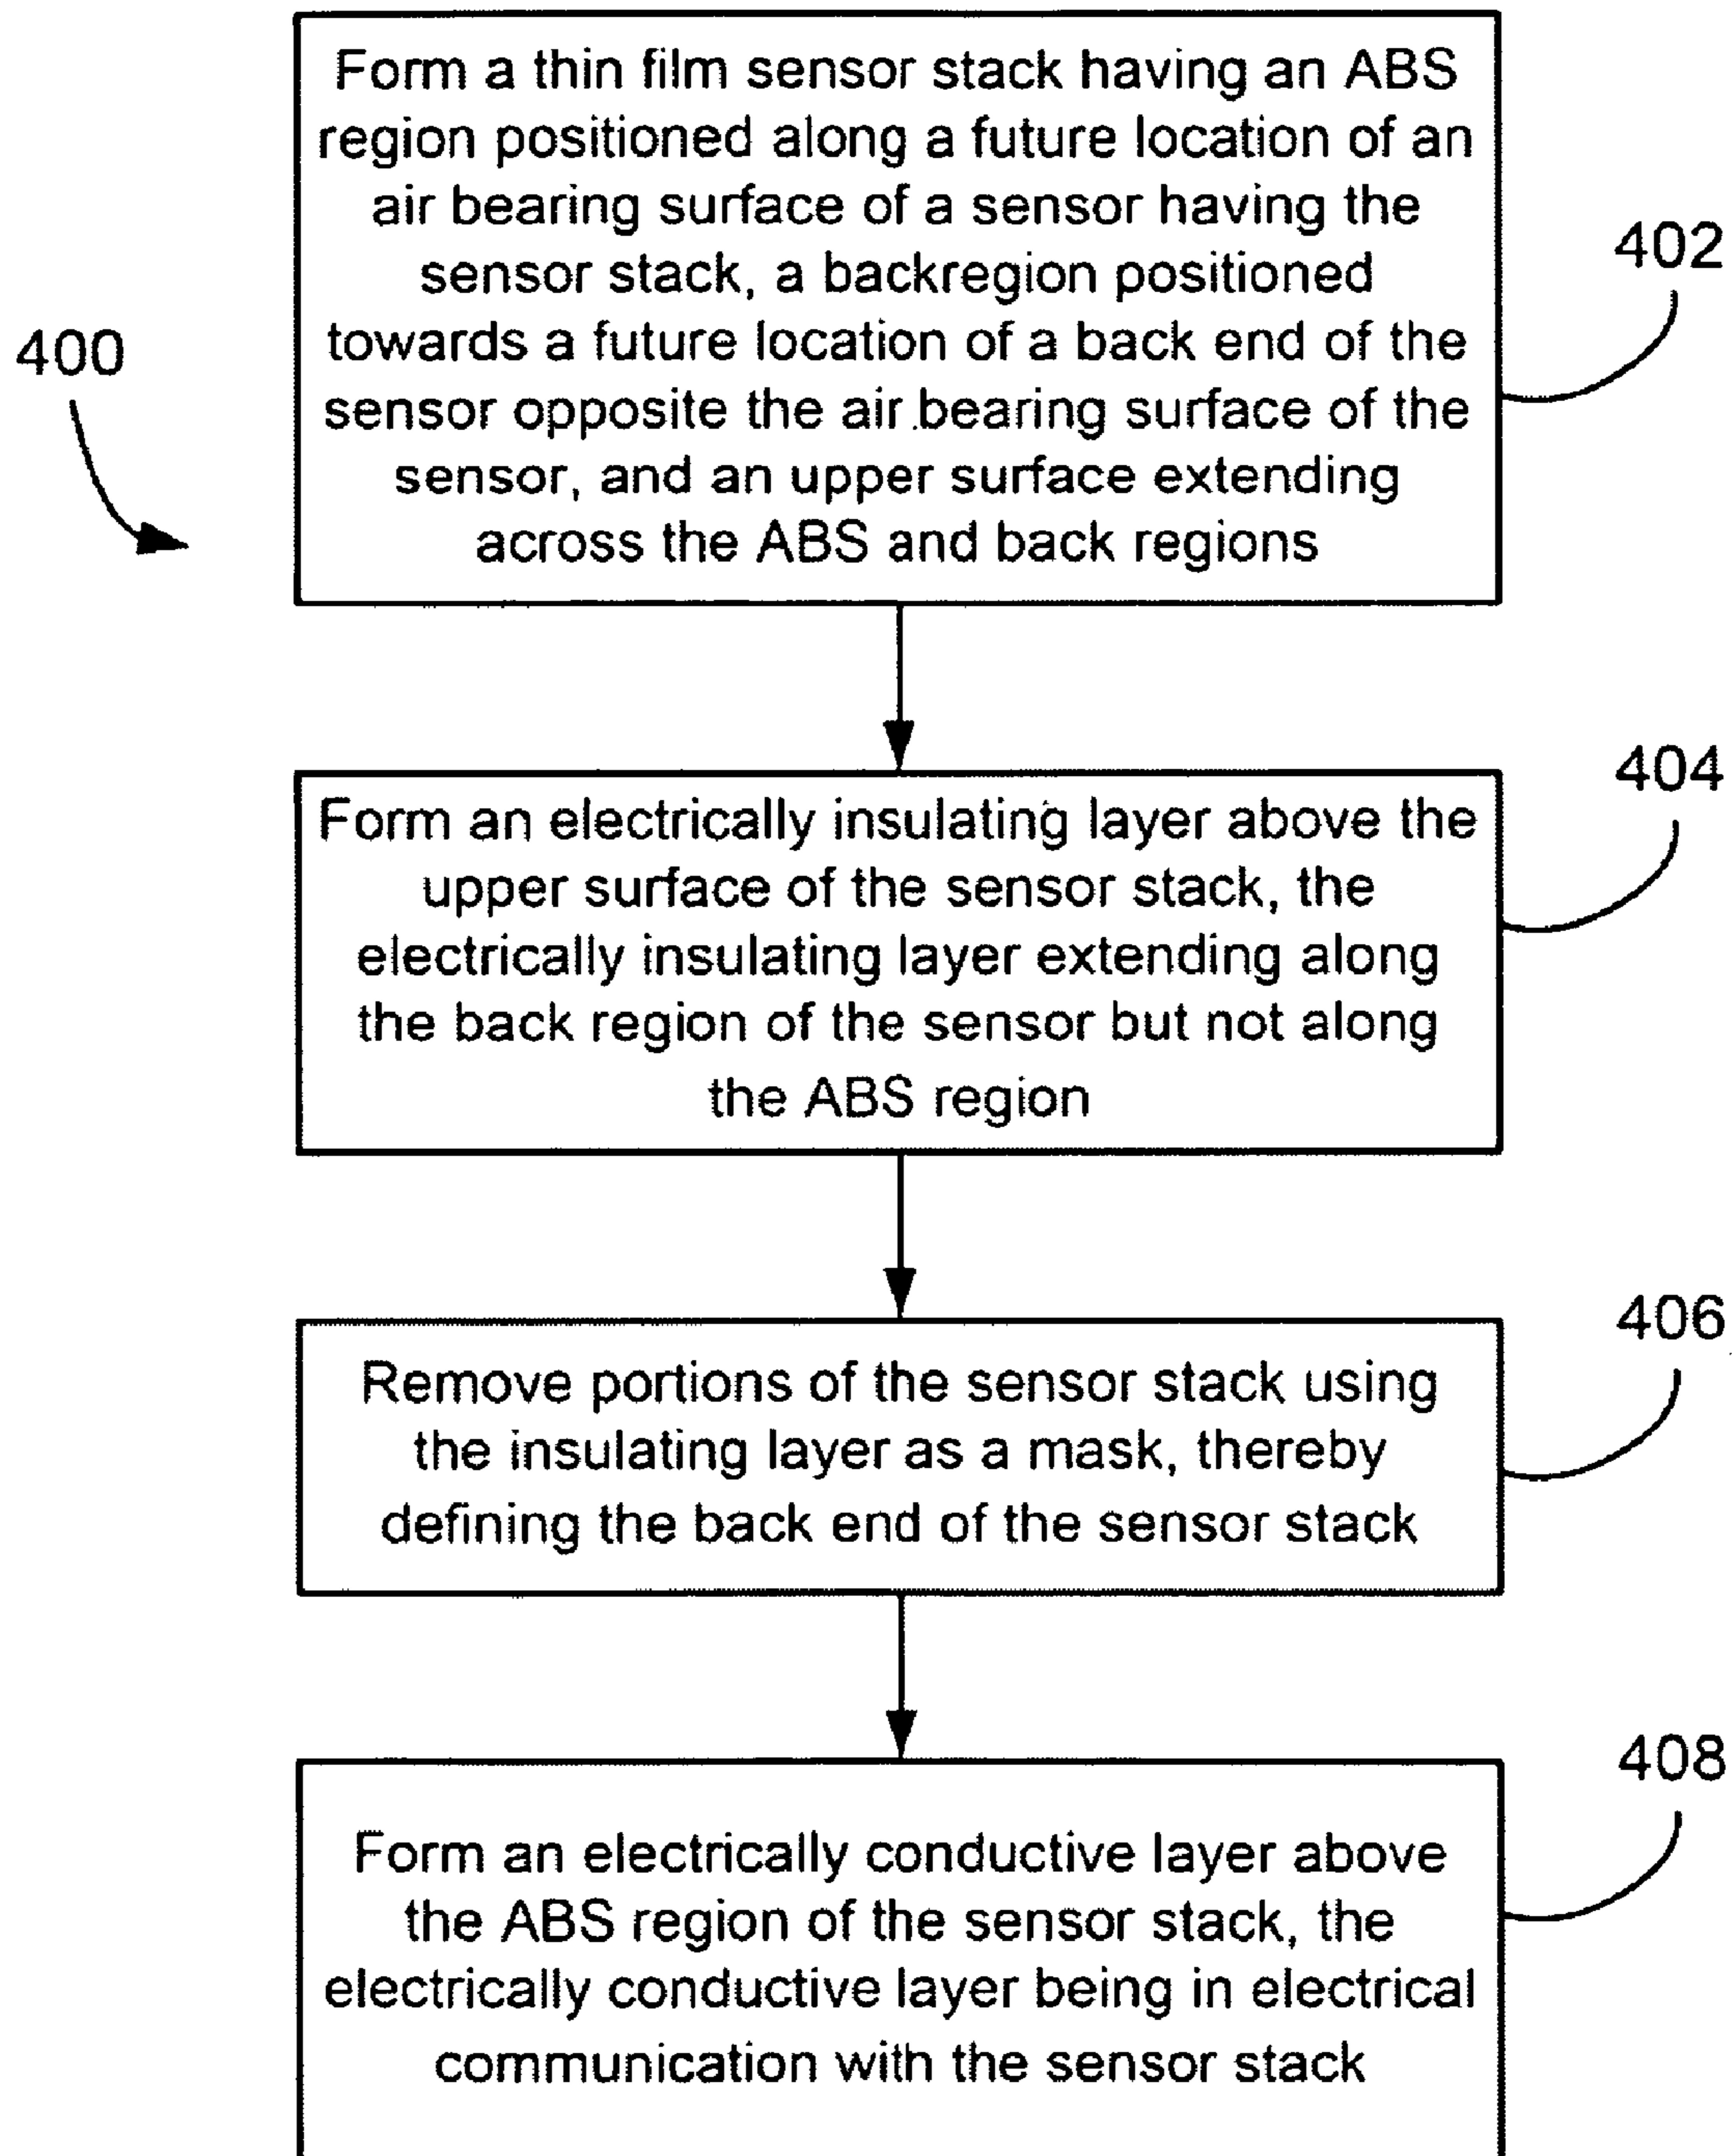 400
Form a thin film sensor stack having an ABS
region positioned along a future location of an
air bearing surface of a sensor having the
sensor stack, a backregion positioned
towards a future location of a back end of the
sensor opposite the air bearing surface of the
sensor, and an upper surface extending
across the ABS and back regions
402
Form an electrically insulating layer above the
upper surface of the sensor stack, the
electrically insulating layer extending along
the back region of the sensor but not along
the ABS region
404
Remove portions of the sensor stack using
the insulating layer as a mask, thereby
defining the back end of the sensor stack
406
Form an electrically conductive layer above
the ABS region of the sensor stack, the
electrically conductive layer being in electrical
communication with the sensor stack
408